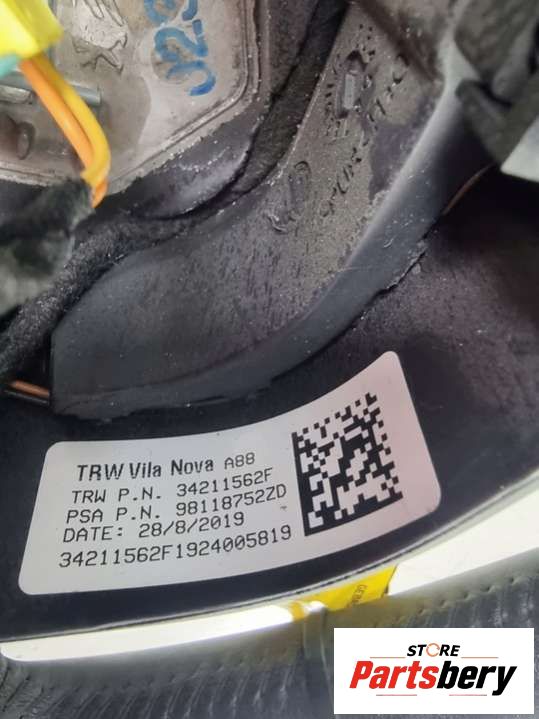 TRW Vila Nova A88
TRW P.N. 34211562F
PSA P.N. 98118752ZD
DATE: 28/8/2019
34211562F1924005819
STORE
Partsbery